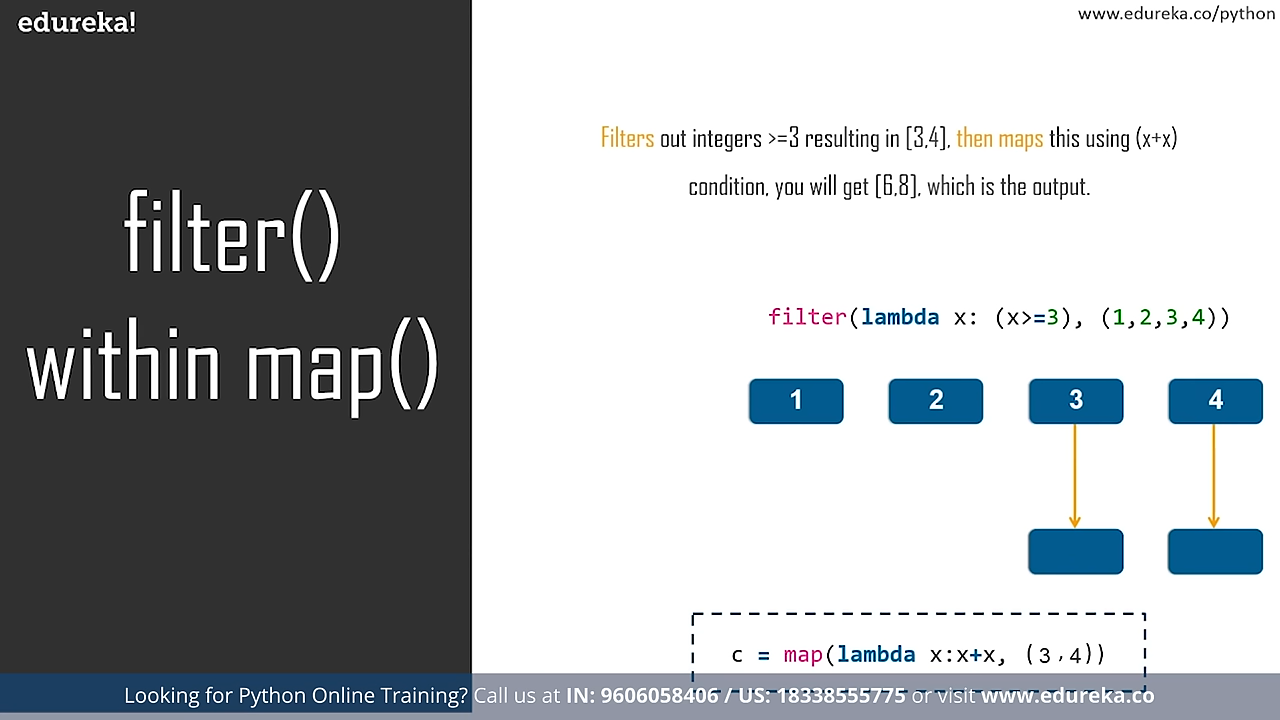 edureka!
www.edureka.co/python
filter()
within map()
Filters out integers >=3 resulting in [3,4], then maps this using (x+x)
condition, you will get [6,8], which is the output.
filter(lambda x: (x>=3), (1,2,3,4))
1 2 3 4
c = map(lambda x:x+x, (3,4))
Looking for Python Online Training? Call us at IN: 9606058406 / US: 18338555775 or visit www.edureka.co